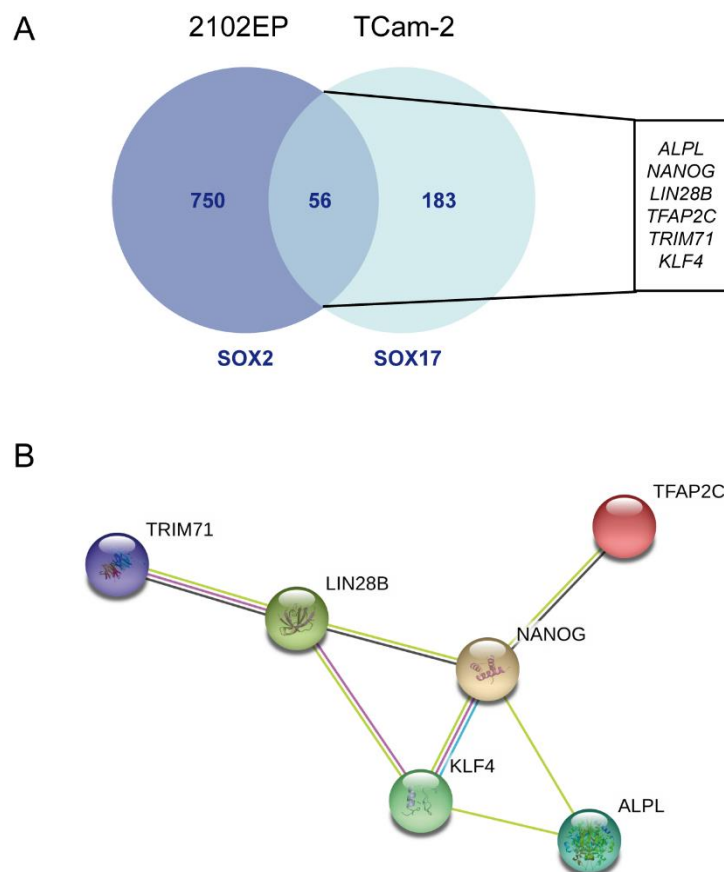 A
2102EP TCam-2
750 56 183
SOX2 SOX17
ALPL
NANOG
LIN28B
TFAP2C
TRIM71
KLF4
B
TFAP2C
TRIM71
LIN28B
NANOG
KLF4
ALPL